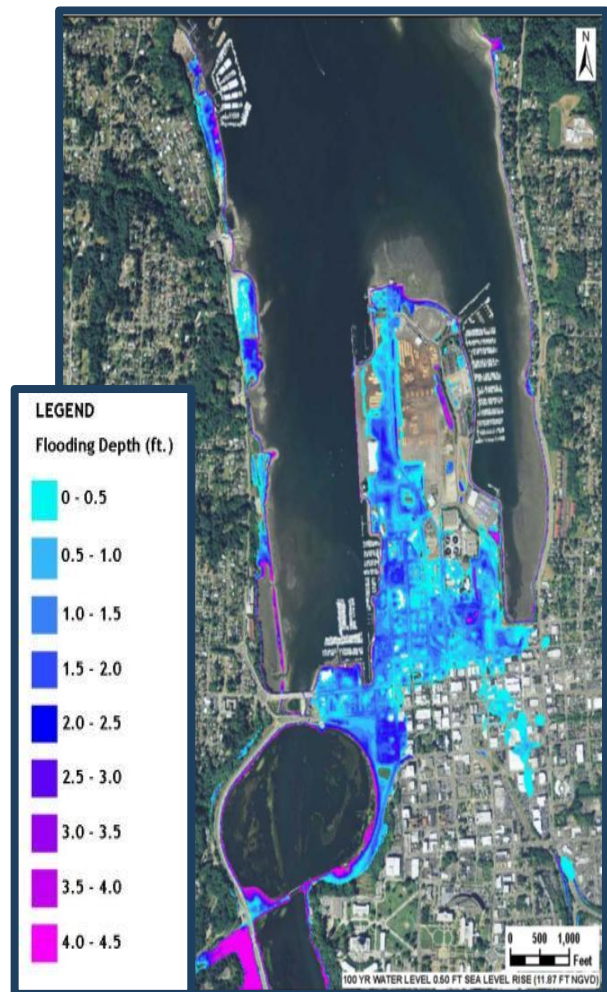 N
LEGEND
Flooding Depth (ft.)
0 - 0.5
0.5 - 1.0
1.0 - 1.5
1.5 - 2.0
2.0 - 2.5
2.5 - 3.0
3.0 - 3.5
3.5 - 4.0
4.0 - 4.5
0 500 1,000
Feet
100 YR WATER LEVEL 0.50 FT SEA LEVEL RISE (11.87 FT NGVD)